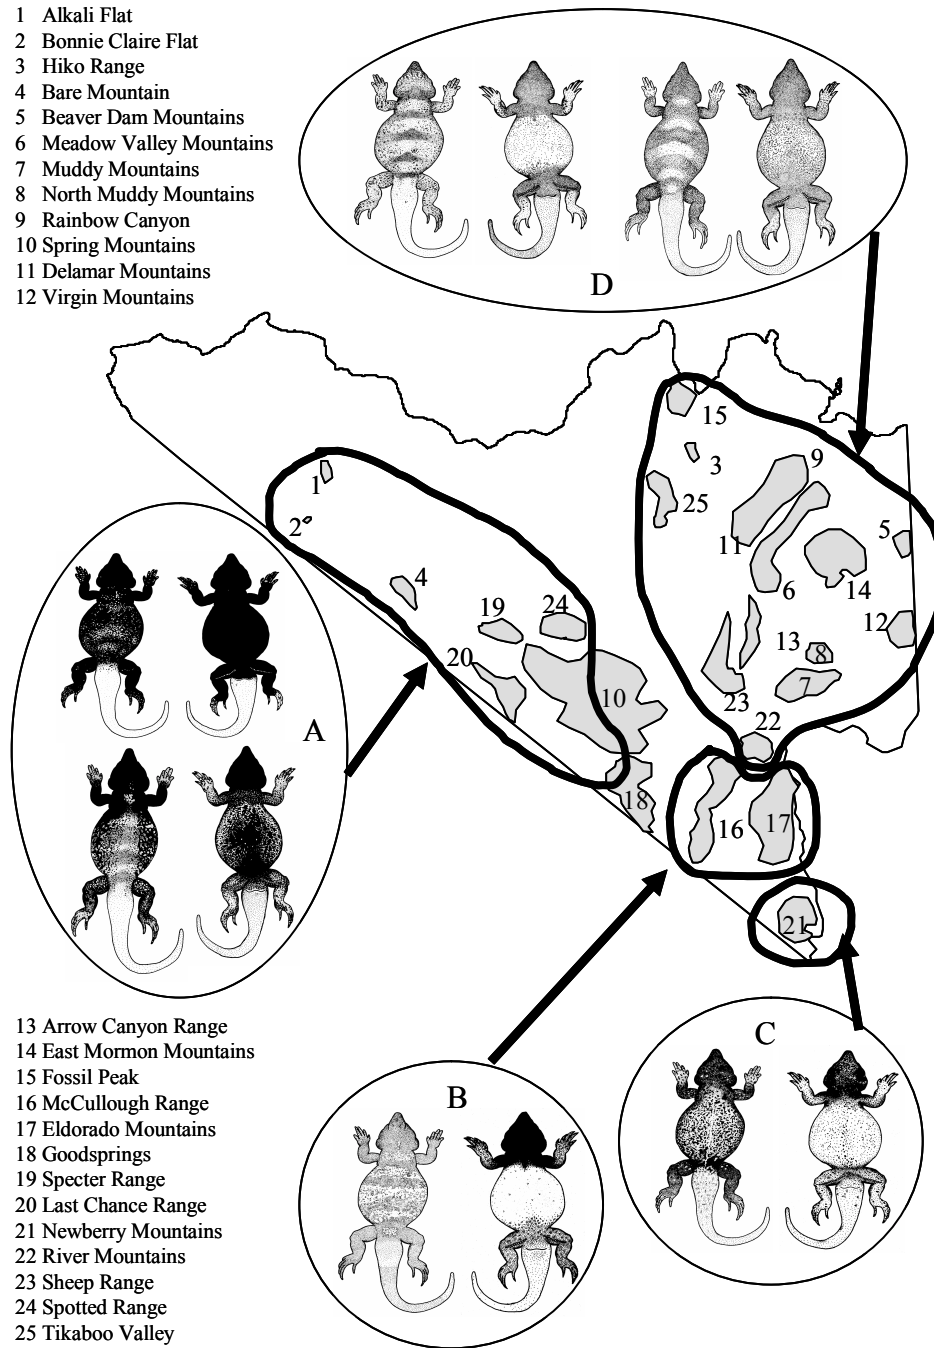 1 Alkali Flat
2 Bonnie Claire Flat
3 Hiko Range
4 Bare Mountain
5 Beaver Dam Mountains
6 Meadow Valley Mountains
7 Muddy Mountains
8 North Muddy Mountains
9 Rainbow Canyon
10 Spring Mountains
11 Delamar Mountains
12 Virgin Mountains
D
15
3
9
1
25
2
11
5
4
6
14
24
19
12
13
8
20
7
10
23
22
A
18
16
17
21
13 Arrow Canyon Range
14 East Mormon Mountains
15 Fossil Peak
16 McCullough Range
17 Eldorado Mountains
18 Goodsprings
19 Specter Range
20 Last Chance Range
21 Newberry Mountains
22 River Mountains
23 Sheep Range
24 Spotted Range
25 Tikaboo Valley
B
C